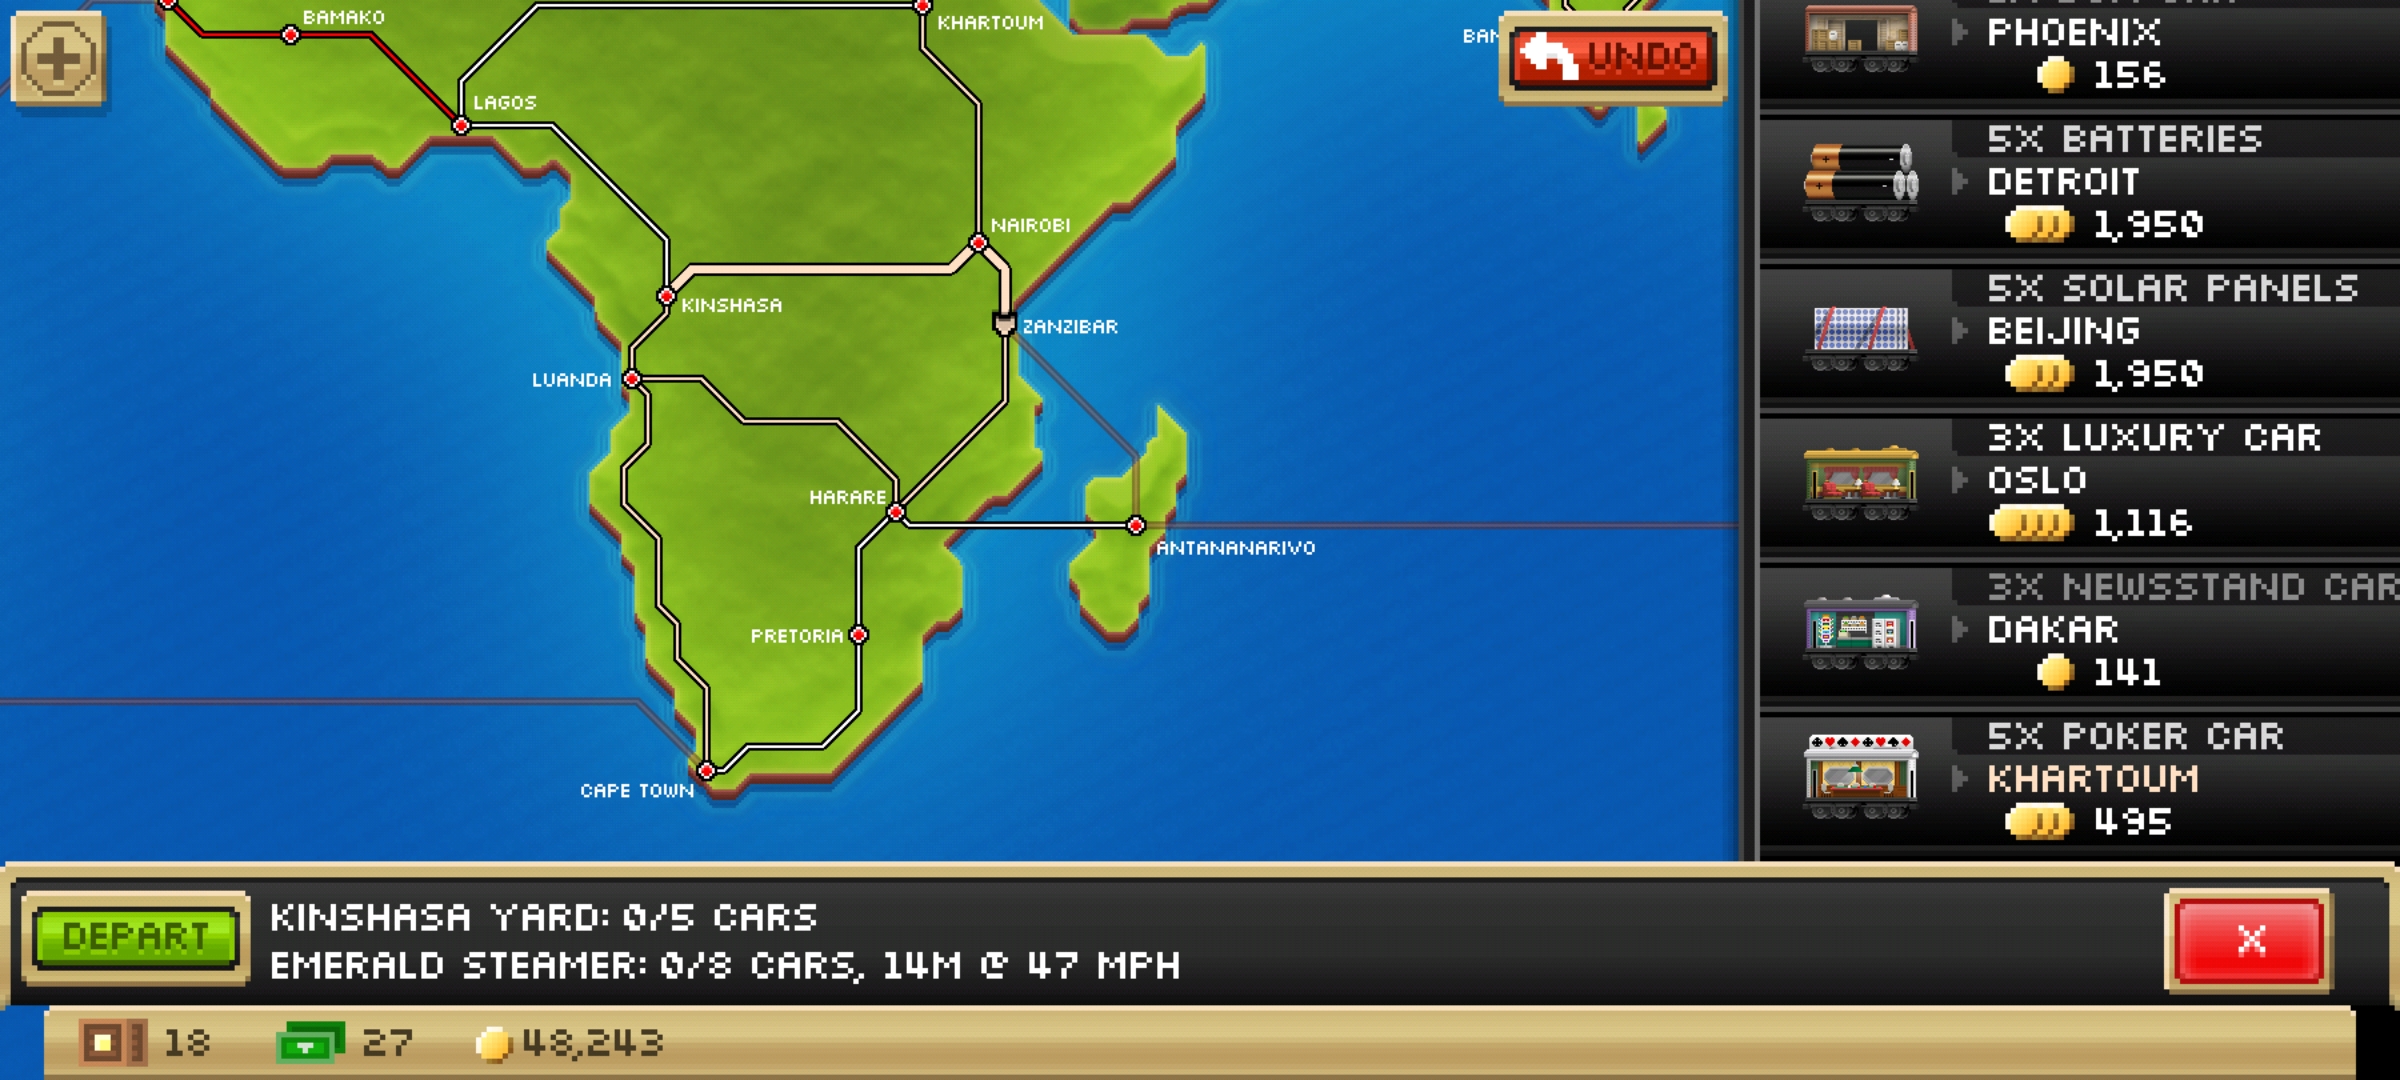 BAMAKO
KHARTOUM
BAN
UNDO
LAGOS
NAIROBI
KINSHASA
ZANZIBAR
LUANDA
HARARE
ANTANANARIVO
PRETORIA
CAPE TOWN
PHOENIX
156
5X BATTERIES
DETROIT
1,950
5X SOLAR PANELS
BEIJING
1,950
3X LUXURY CAR
OSLO
1,116
3X NEWSSTAND CAR
DAKAR
141
5X POKER CAR
KHARTOUM
495
DEPART
KINSHASA YARD: 0/5 CARS
EMERALD STEAMER: 0/8 CARS, 14M @ 47 MPH
X
18
27
48,243